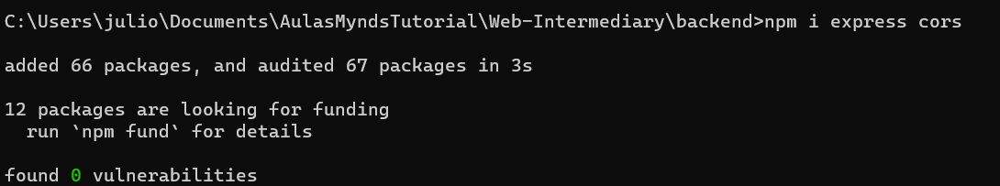 C:\Users\julio\Documents\AulasMyndsTutorial\Web-Intermediary\backend>npm i express cors
added 66 packages, and audited 67 packages in 3s
12 packages are looking for funding
  run `npm fund` for details
found 0 vulnerabilities